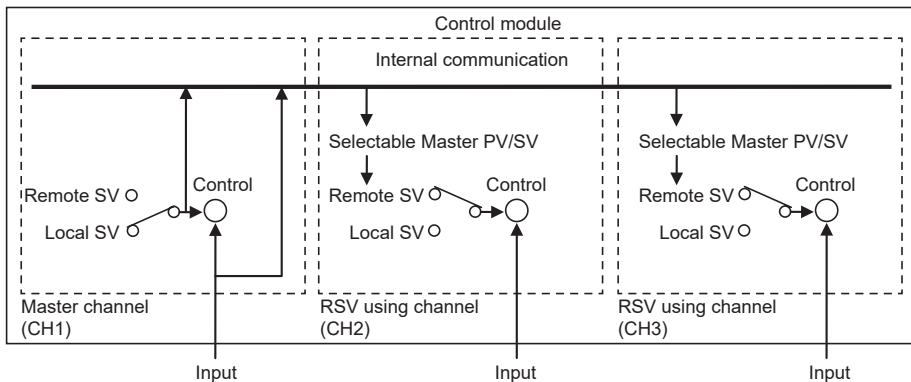 Control module
Internal communication
Selectable Master PV/SV
Selectable Master PV/SV
Remote SV
Control
Local SV
Remote SV
Control
Local SV
Remote SV
Control
Local SV
Master channel
(CH1)
RSV using channel
(CH2)
RSV using channel
(CH3)
Input
Input
Input